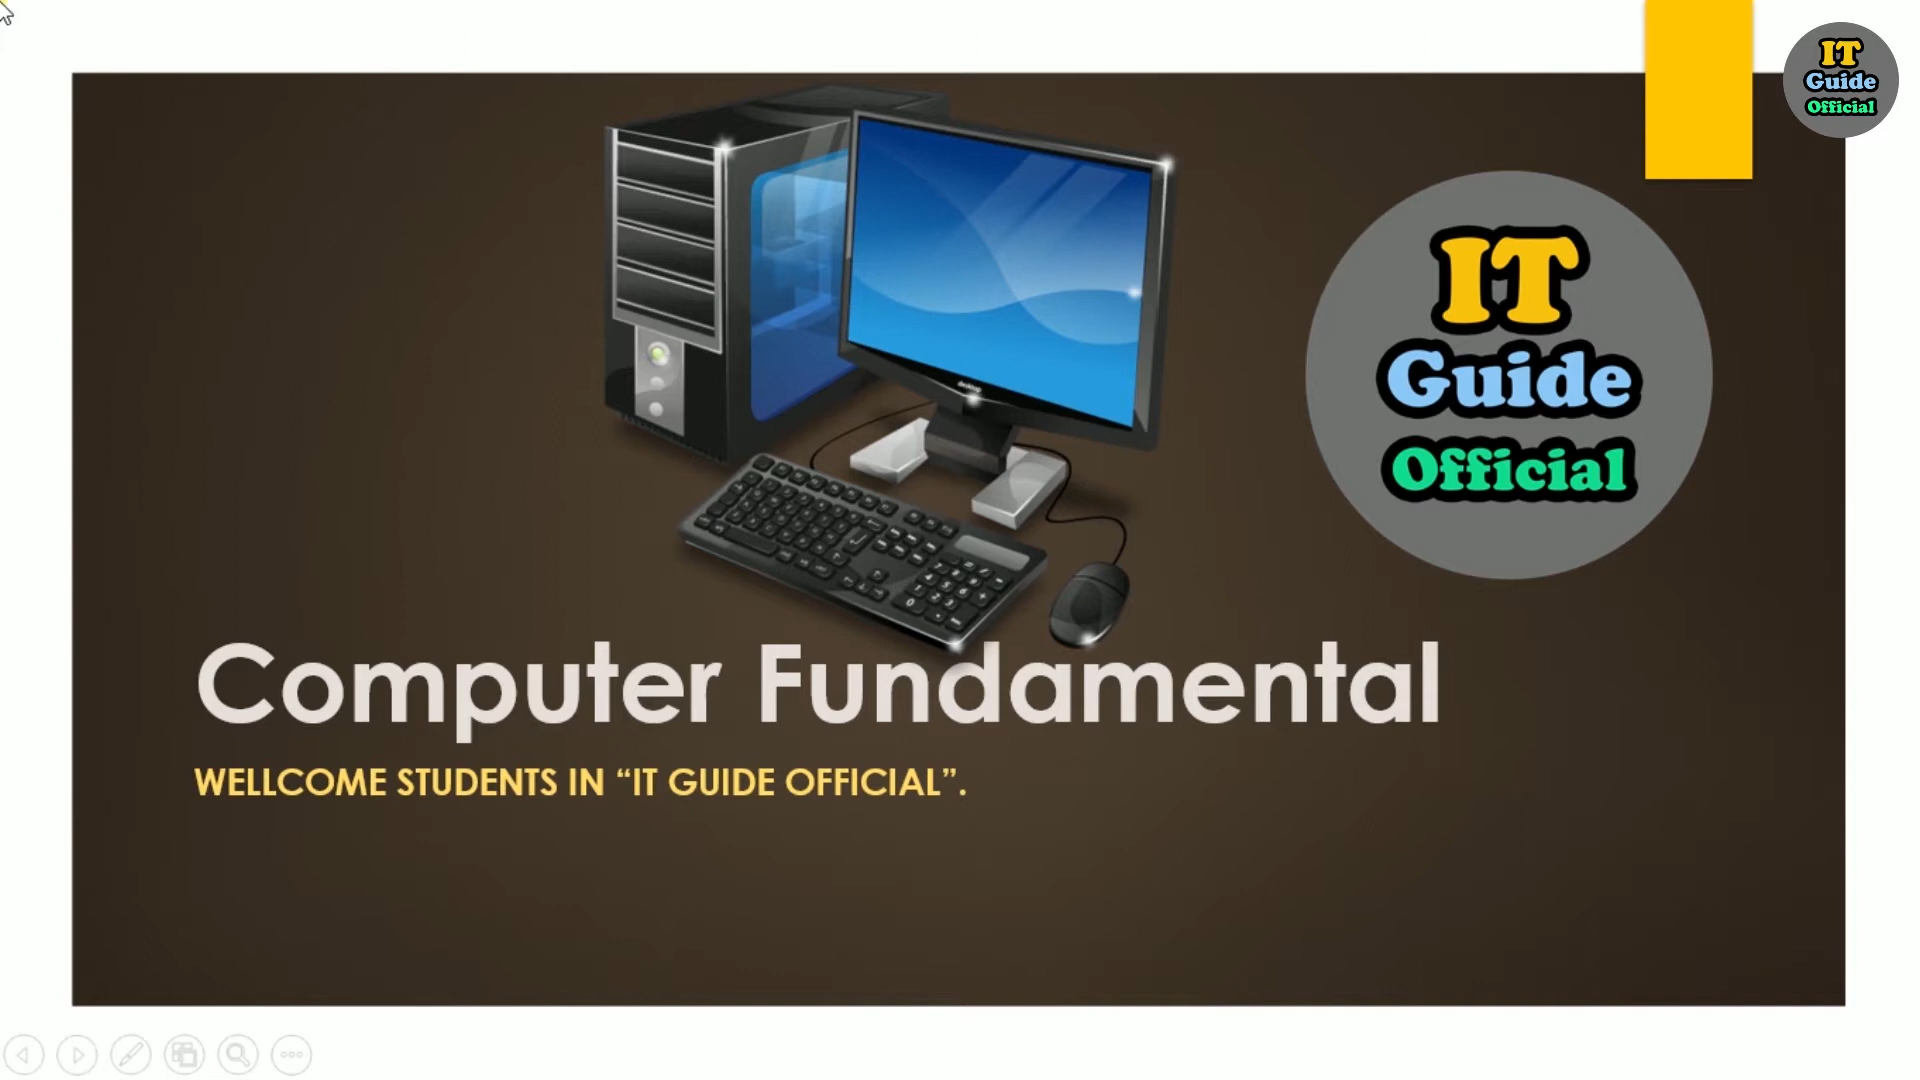 IT
Guide
Official
IT
Guide
Official
Computer Fundamental
WELLCOME STUDENTS IN “IT GUIDE OFFICIAL”.